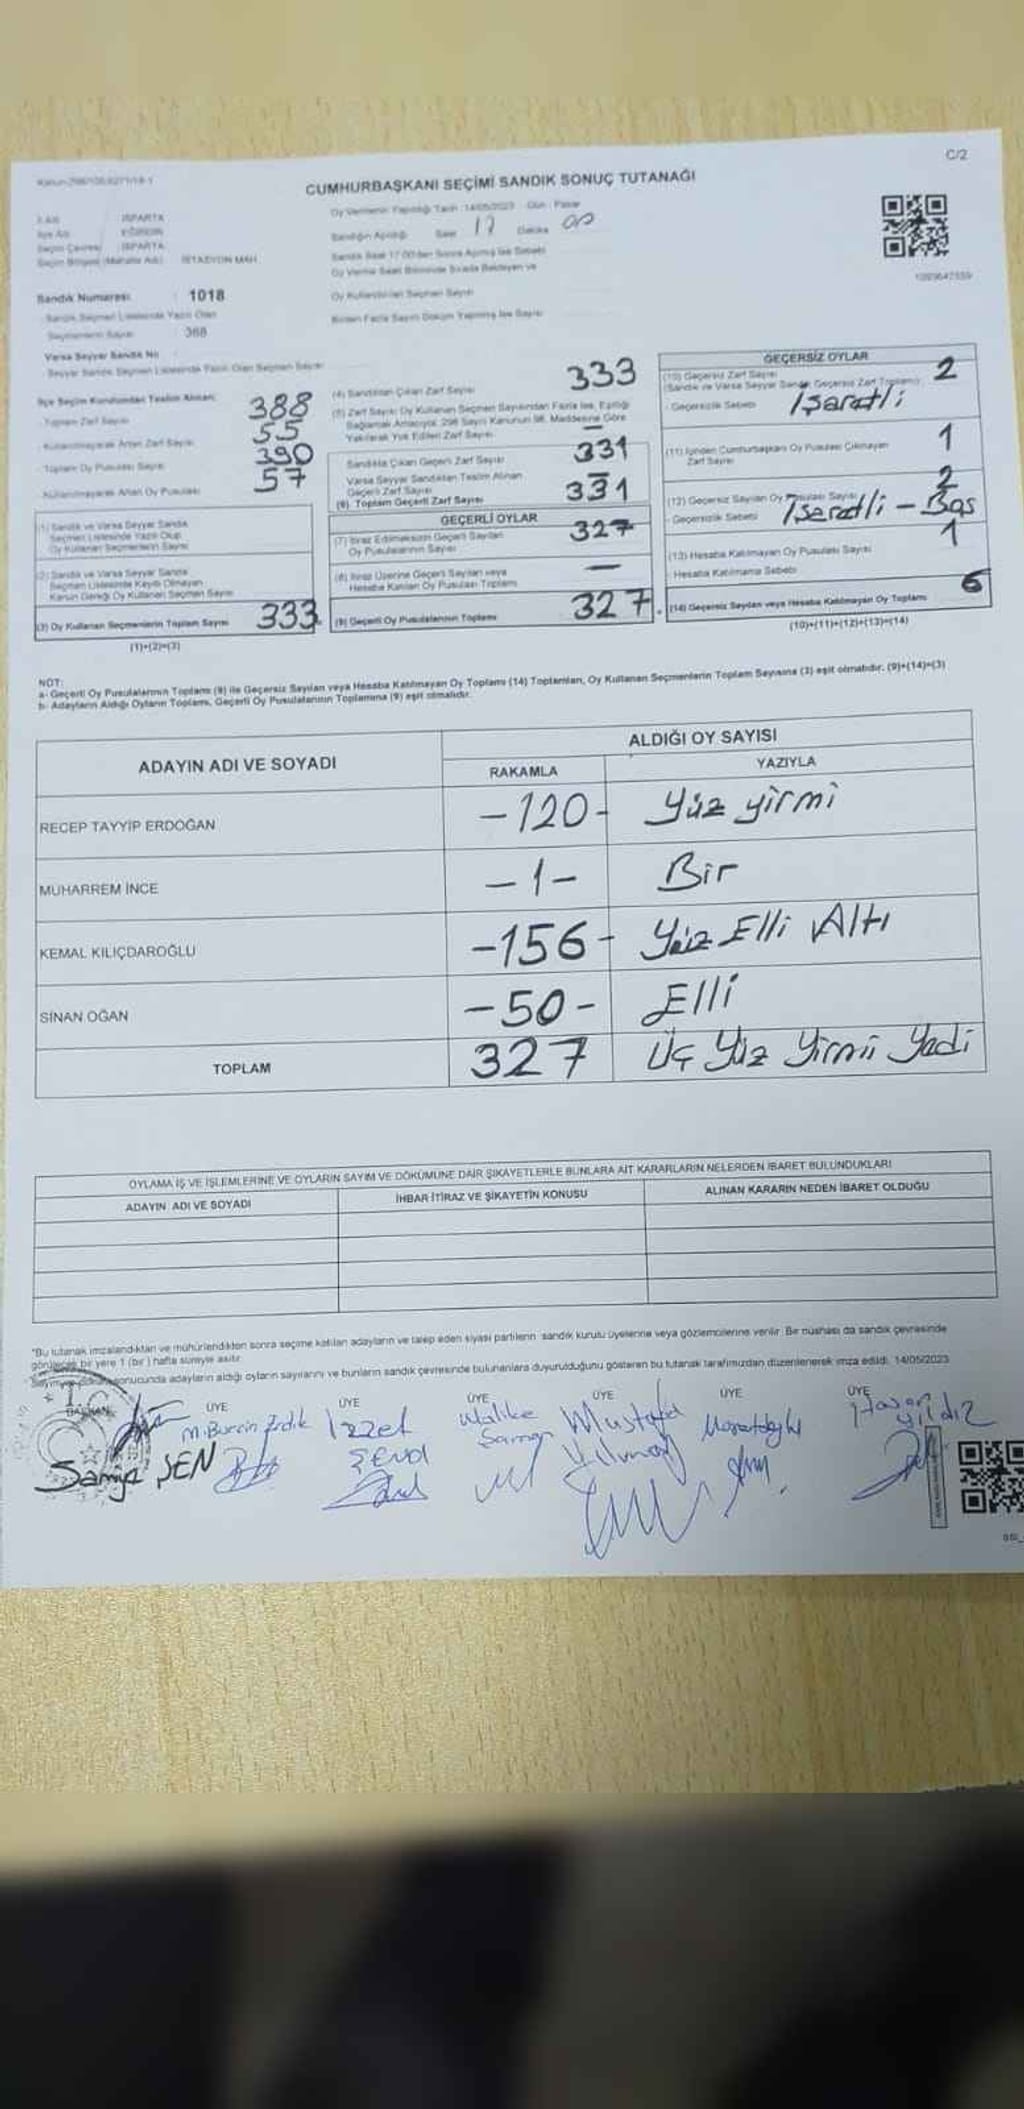 C/2
CUMHURBAŞKANI SEÇİMİ SANDIK SONUÇ TUTANAĞI
Oy Vermenin Yapıldığı Tarih : 14/05/2023 Gün : Pazar
Sandığın Açıldığı Saat 17 Dakika 00
İl Adı ISPARTA
İlçe Adı EĞİRDİR
Seçim Çevresi ISPARTA
Seçim Bölgesi (Mahalle Adı) İSTASYON MAH
Sandık Numarası : 1018
Sandık Seçmen Listesinde Yazılı Olan
Seçmenlerin Sayısı 368
Sandık Saat 17.00'den Sonra Açılmış İse Sebebi
Oy Verme Saati Bitiminde Sırada Bekleyen ve
Oy Kullandırılan Seçmen Sayısı
Birden Fazla Sayım Döküm Yapılmış İse Sayısı
Varsa Seyyar Sandık No
Seyyar Sandık Seçmen Listesinde Yazılı Olan Seçmen Sayısı
İlçe Seçim Kurulundan Teslim Alınan:
Toplam Zarf Sayısı 388
Kullanılmayarak Artan Zarf Sayısı 55
Toplam Oy Pusulası Sayısı 390
Kullanılmayarak Artan Oy Pusulası 57
(1) Sandık ve Varsa Seyyar Sandık
Seçmen Listesinde Yazılı Olup
Oy Kullanan Seçmenlerin Sayısı
(2) Sandık ve Varsa Seyyar Sandık
Seçmen Listesinde Kayıtlı Olmayan
Kanun Gereği Oy Kullanan Seçmen Sayısı
(3) Oy Kullanan Seçmenlerin Toplam Sayısı 333
(1)+(2)=(3)
(4) Sandıktan Çıkan Zarf Sayısı 333
(5) Zarf Sayısı Oy Kullanan Seçmen Sayısından Fazla ise, Eşitliği
Sağlamak Amacıyla, 298 Sayılı Kanunun 98. Maddesine Göre
Yakılarak Yok Edilen Zarf Sayısı –
Sandıkta Çıkan Geçerli Zarf Sayısı 331
Varsa Seyyar Sandıktan Teslim Alınan
Geçerli Zarf Sayısı –
(6) Toplam Geçerli Zarf Sayısı 331
GEÇERLİ OYLAR
(7) İtiraz Edilmeksizin Geçerli Sayılan
Oy Pusulalarının Sayısı 327
(8) İtiraz Üzerine Geçerli Sayılan veya
Hesaba Katılan Oy Pusulası Toplamı —
(9) Geçerli Oy Pusulalarının Toplamı 327
GEÇERSİZ OYLAR
(10) Geçersiz Zarf Sayısı 2
(Sandık ve Varsa Seyyar Sandık Geçersiz Zarf Toplamı)
- Geçersizlik Sebebi İşaratli
(11) İçinden Cumhurbaşkanı Oy Pusulası Çıkmayan 1
Zarf Sayısı
(12) Geçersiz Sayılan Oy Pusulası Sayısı 2
- Geçersizlik Sebebi İşaratli - Boş
(13) Hesaba Katılmayan Oy Pusulası Sayısı 1
- Hesaba Katılmama Sebebi
(14) Geçersiz Sayılan veya Hesaba Katılmayan Oy Toplamı 6
(10)+(11)+(12)+(13)=(14)
NOT:
a- Geçerli Oy Pusulalarının Toplamı (9) ile Geçersiz Sayılan veya Hesaba Katılmayan Oy Toplamı (14) Toplamları, Oy Kullanan Seçmenlerin Toplam Sayısına (3) eşit olmalıdır. (9)+(14)=(3)
b- Adayların Aldığı Oyların Toplamı, Geçerli Oy Pusulalarının Toplamına (9) eşit olmalıdır.
ADAYIN ADI VE SOYADI ALDIĞI OY SAYISI
RAKAMLA YAZIYLA
RECEP TAYYİP ERDOĞAN -120- Yüz yirmi
MUHARREM İNCE -1- Bir
KEMAL KILIÇDAROĞLU -156- Yüz Elli Altı
SİNAN OĞAN -50- Elli
TOPLAM 327 Üç Yüz Yirmi Yedi
OYLAMA İŞ VE İŞLEMLERİNE VE OYLARIN SAYIM VE DÖKÜMÜNE DAİR ŞİKAYETLERLE BUNLARA AİT KARARLARIN NELERDEN İBARET BULUNDUKLARI
ADAYIN ADI VE SOYADI İHBAR İTİRAZ VE ŞİKAYETİN KONUSU ALINAN KARARIN NEDEN İBARET OLDUĞU
*Bu tutanak imzalandıktan ve mühürlendikten sonra seçime katılan adayların ve talep eden siyasi partilerin sandık kurulu üyelerine veya gözlemcilerine verilir. Bir nüshası da sandık çevresinde
görülecek bir yere 1 (bir) hafta süreyle asılır.
sonucunda adayların aldığı oyların sayılarını ve bunların sandık çevresinde bulunanlara duyurulduğunu gösteren bu tutanak tarafımızdan düzenlenerek imza edildi. 14/05/2023
BAŞKAN ÜYE ÜYE ÜYE ÜYE ÜYE ÜYE
Samiye ŞEN
İzzet
Mustafa
Yılmaz
Hasan
Yıldız